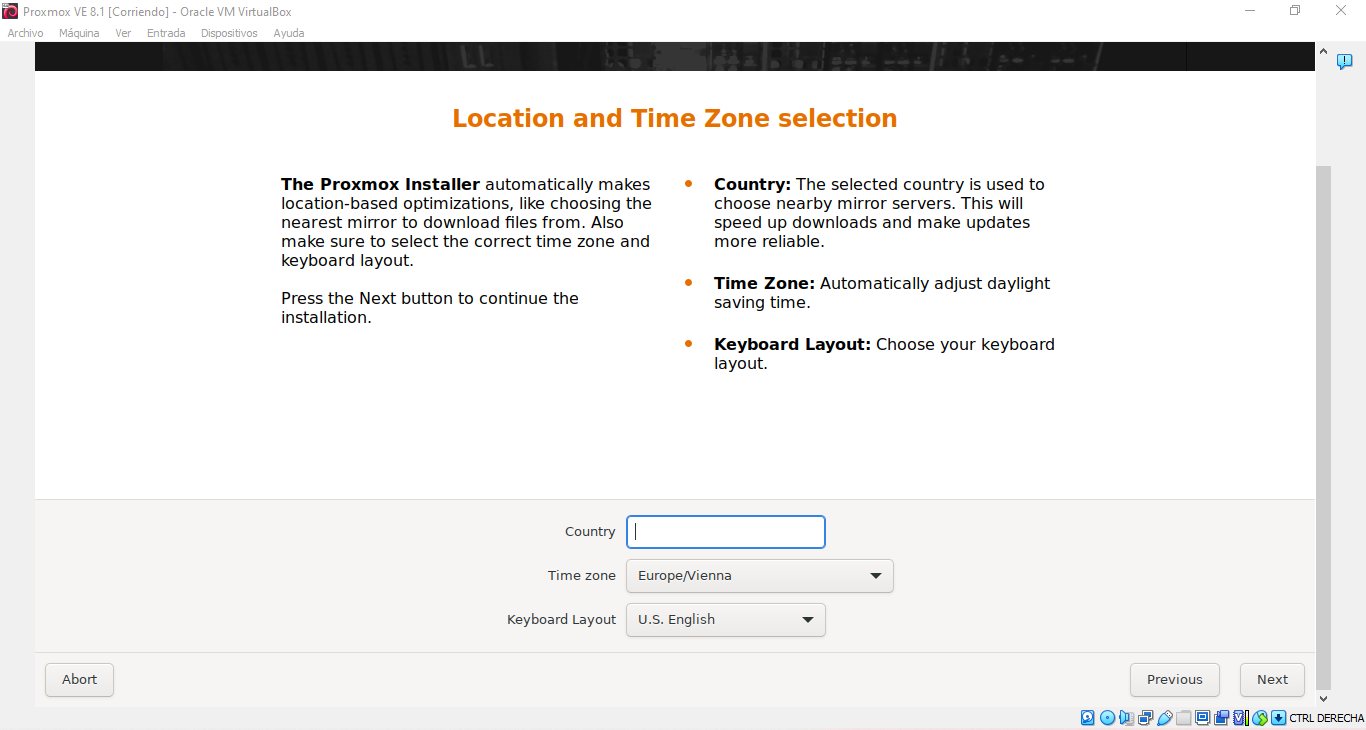 Proxmox VE 8.1 [Corriendo] - Oracle VM VirtualBox
Archivo Máquina Ver Entrada Dispositivos Ayuda
Location and Time Zone selection
The Proxmox Installer automatically makes
location-based optimizations, like choosing the
nearest mirror to download files from. Also
make sure to select the correct time zone and
keyboard layout.
Press the Next button to continue the
installation.
Country: The selected country is used to
choose nearby mirror servers. This will
speed up downloads and make updates
more reliable.
Time Zone: Automatically adjust daylight
saving time.
Keyboard Layout: Choose your keyboard
layout.
Country
Time zone Europe/Vienna
Keyboard Layout U.S. English
Abort Previous Next
CTRL DERECHA